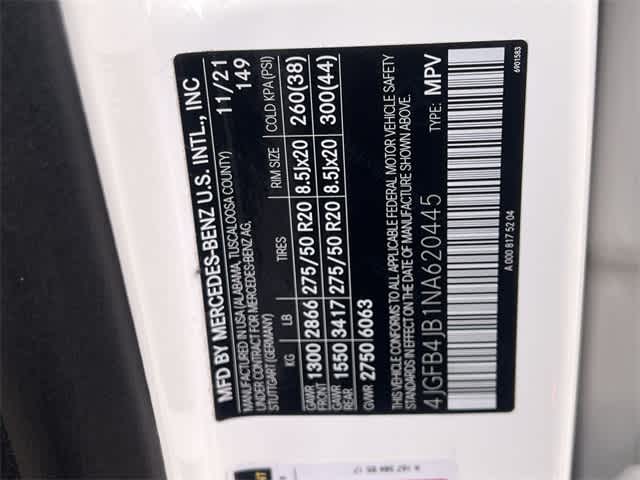 MFD BY MERCEDES-BENZ U.S. INTL., INC
MANUFACTURED IN USA (ALABAMA, TUSCALOOSA COUNTY) 11/21
UNDER CONTRACT FOR MERCEDES-BENZ AG, 149
STUTTGART (GERMANY)
KG LB TIRES RIM SIZE COLD KPA (PSI)
GAWR FRONT 1300 2866 275/50 R20 8.5Jx20 260(38)
GAWR REAR 1550 3417 275/50 R20 8.5Jx20 300(44)
GVWR 2750 6063
THIS VEHICLE CONFORMS TO ALL APPLICABLE FEDERAL MOTOR VEHICLE SAFETY
STANDARDS IN EFFECT ON THE DATE OF MANUFACTURE SHOWN ABOVE.
4JGFB4JB1NA620445 TYPE: MPV
A 000 817 52 04 6901583